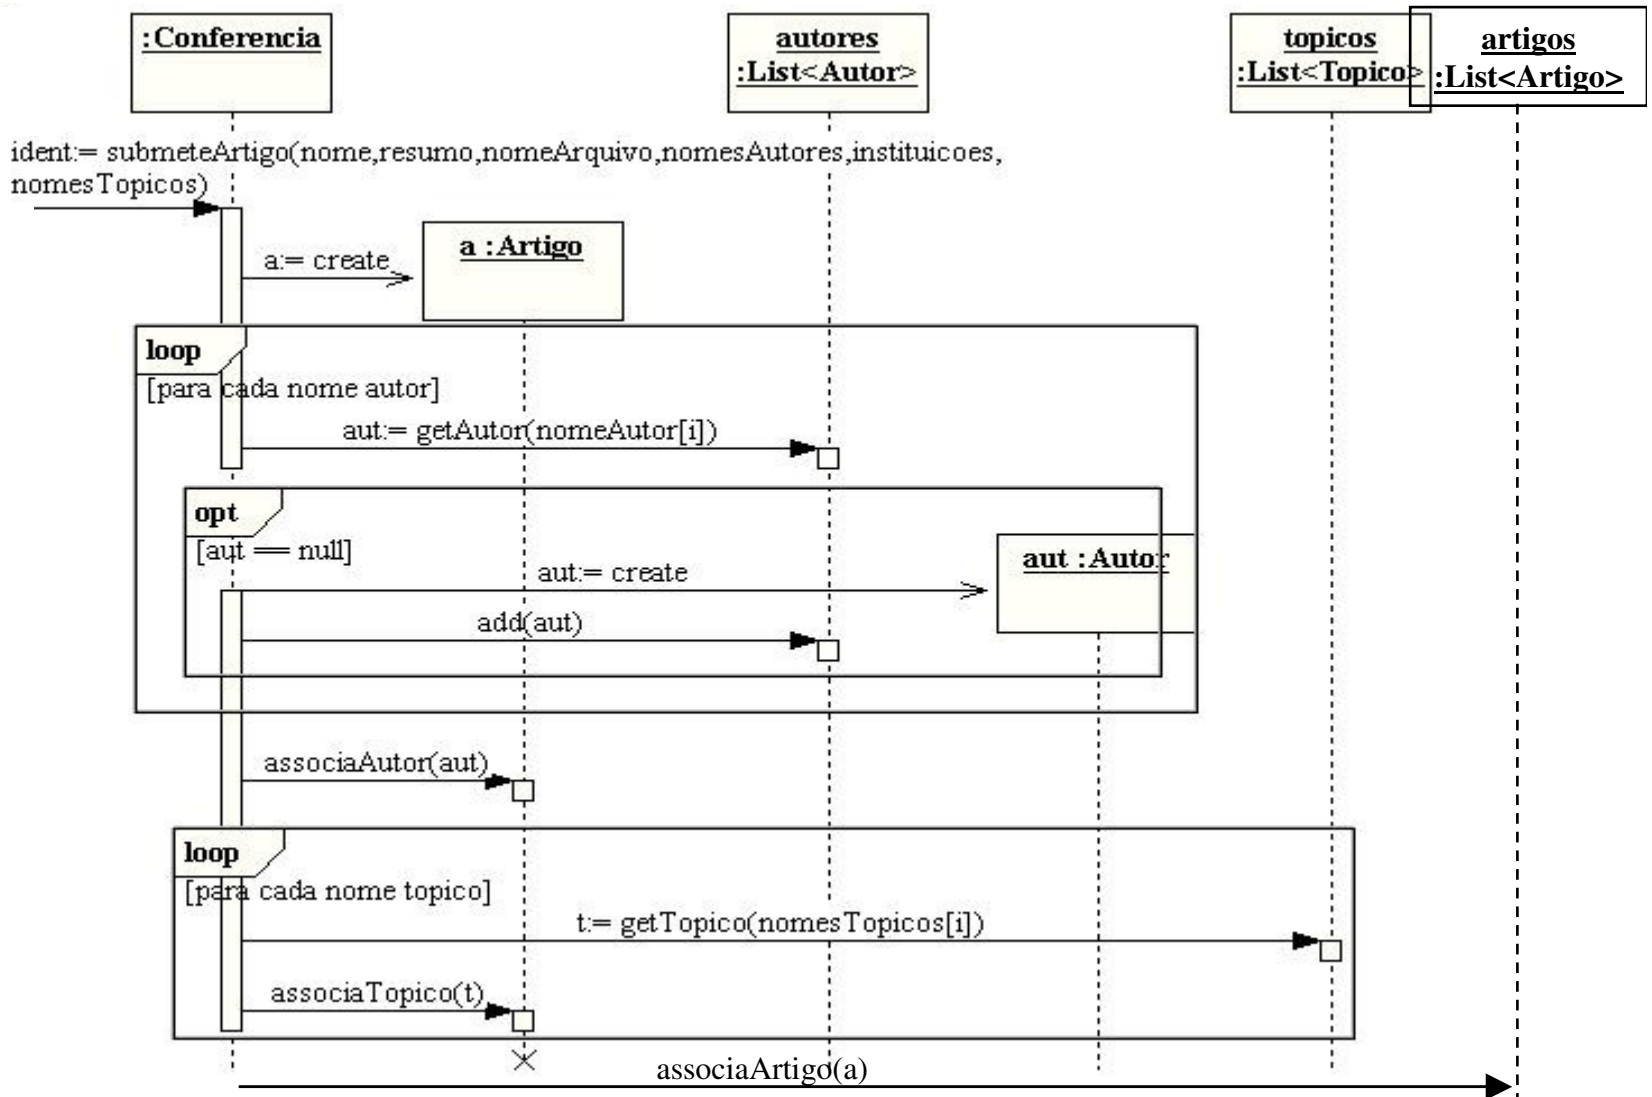 :Conferencia
autores
:List<Autor>
topicos
:List<Topico>
artigos
:List<Artigo>
ident:= submeteArtigo(nome,resumo,nomeArquivo,nomesAutores,instituicoes,
nomesTopicos)
a:= create
a :Artigo
loop
[para cada nome autor]
aut:= getAutor(nomeAutor[i])
opt
[aut == null]
aut:= create
aut :Autor
add(aut)
associaAutor(aut)
loop
[para cada nome topico]
t:= getTopico(nomesTopicos[i])
associaTopico(t)
associaArtigo(a)